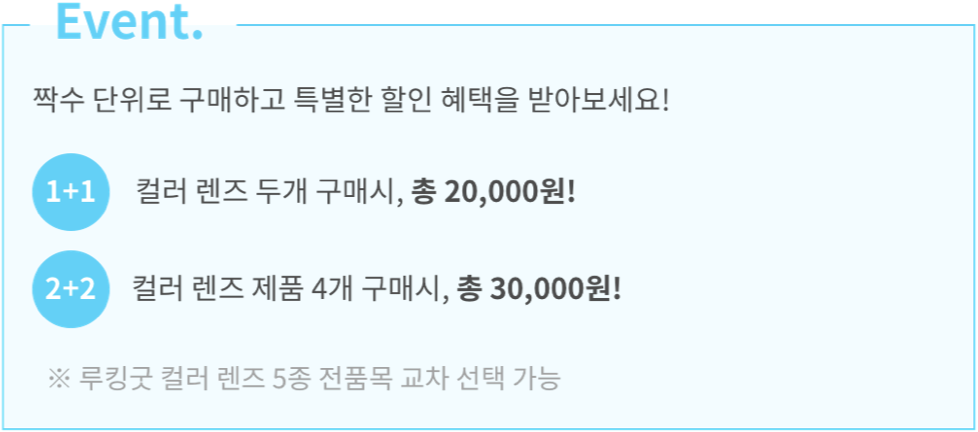 Event.
짝수 단위로 구매하고 특별한 할인 혜택을 받아보세요!
1+1 컬러 렌즈 두개 구매시, 총 20,000원!
2+2 컬러 렌즈 제품 4개 구매시, 총 30,000원!
※ 루킹굿 컬러 렌즈 5종 전품목 교차 선택 가능